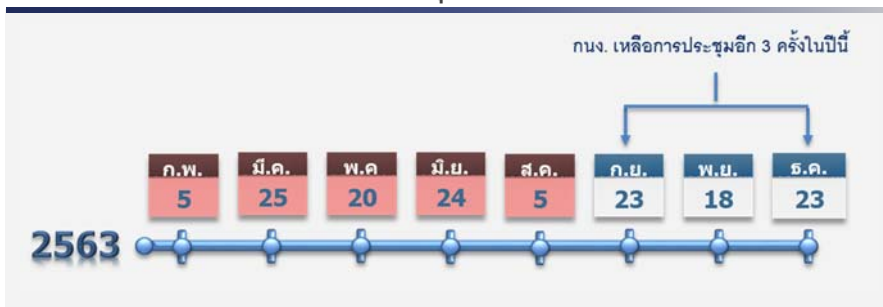 กนง. เหลือการประชุมอีก 3 ครั้งในปีนี้
ก.พ. มี.ค. พ.ค มิ.ย. ส.ค. ก.ย. พ.ย. ธ.ค.
5 25 20 24 5 23 18 23
2563